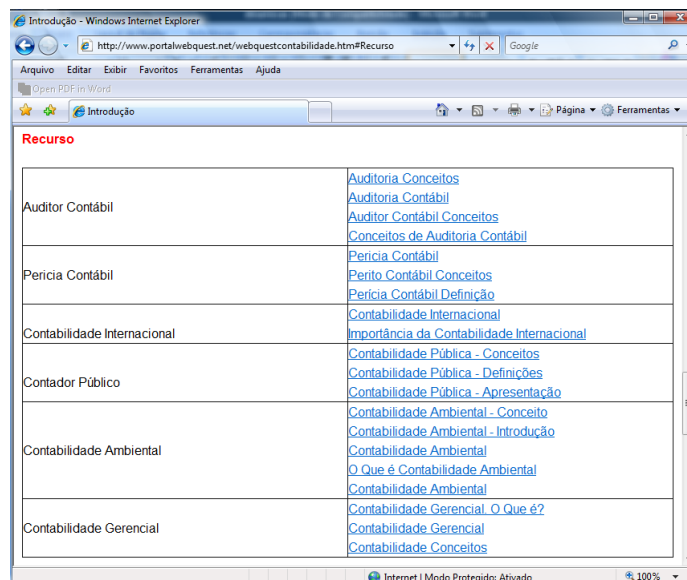 Introdução - Windows Internet Explorer
http://www.portalwebquest.net/webquestcontabilidade.htm#Recurso
Google
Arquivo Editar Exibir Favoritos Ferramentas Ajuda
Open PDF in Word
Introdução
Página Ferramentas
Recurso
Auditor Contábil
Auditoria Conceitos
Auditoria Contábil
Auditor Contábil Conceitos
Conceitos de Auditoria Contábil
Pericia Contábil
Pericia Contábil
Perito Contábil Conceitos
Perícia Contábil Definição
Contabilidade Internacional
Contabilidade Internacional
Importância da Contabilidade Internacional
Contador Público
Contabilidade Pública - Conceitos
Contabilidade Pública - Definições
Contabilidade Pública - Apresentação
Contabilidade Ambiental
Contabilidade Ambiental - Conceito
Contabilidade Ambiental - Introdução
Contabilidade Ambiental
O Que é Contabilidade Ambiental
Contabilidade Ambiental
Contabilidade Gerencial
Contabilidade Gerencial. O Que é?
Contabilidade Gerencial
Contabilidade Conceitos
Internet | Modo Protegido: Ativado
100%